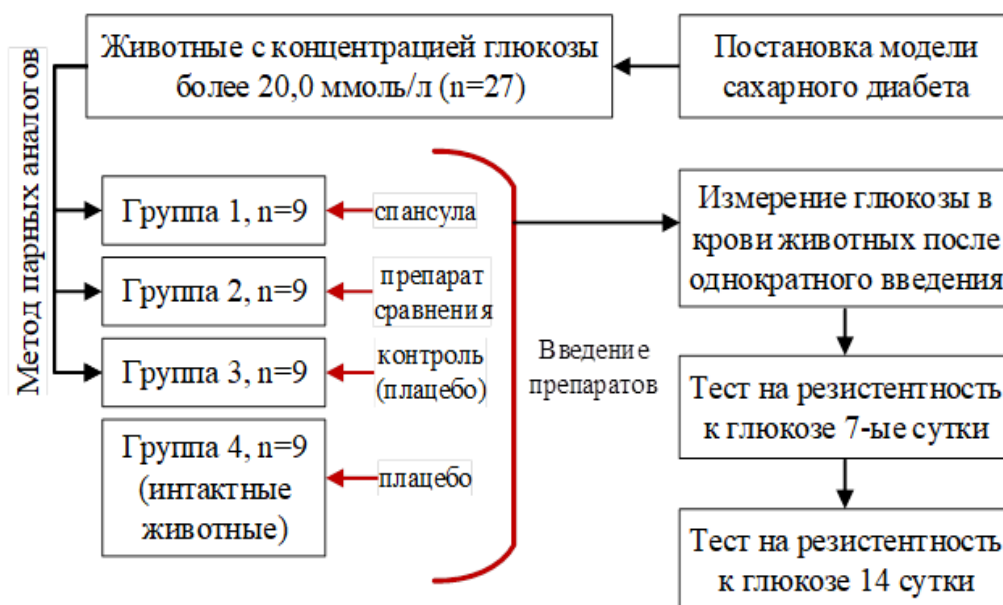 Животные с концентрацией глюкозы
более 20,0 ммоль/л (n=27)
Постановка модели
сахарного диабета
Метод парных аналогов
Группа 1, n=9
спансула
Группа 2, n=9
препарат
сравнения
Группа 3, n=9
контроль
(плацебо)
Группа 4, n=9
(интактные
животные)
плацебо
Введение
препаратов
Измерение глюкозы в
крови животных после
однократного введения
Тест на резистентность
к глюкозе 7-ые сутки
Тест на резистентность
к глюкозе 14 сутки